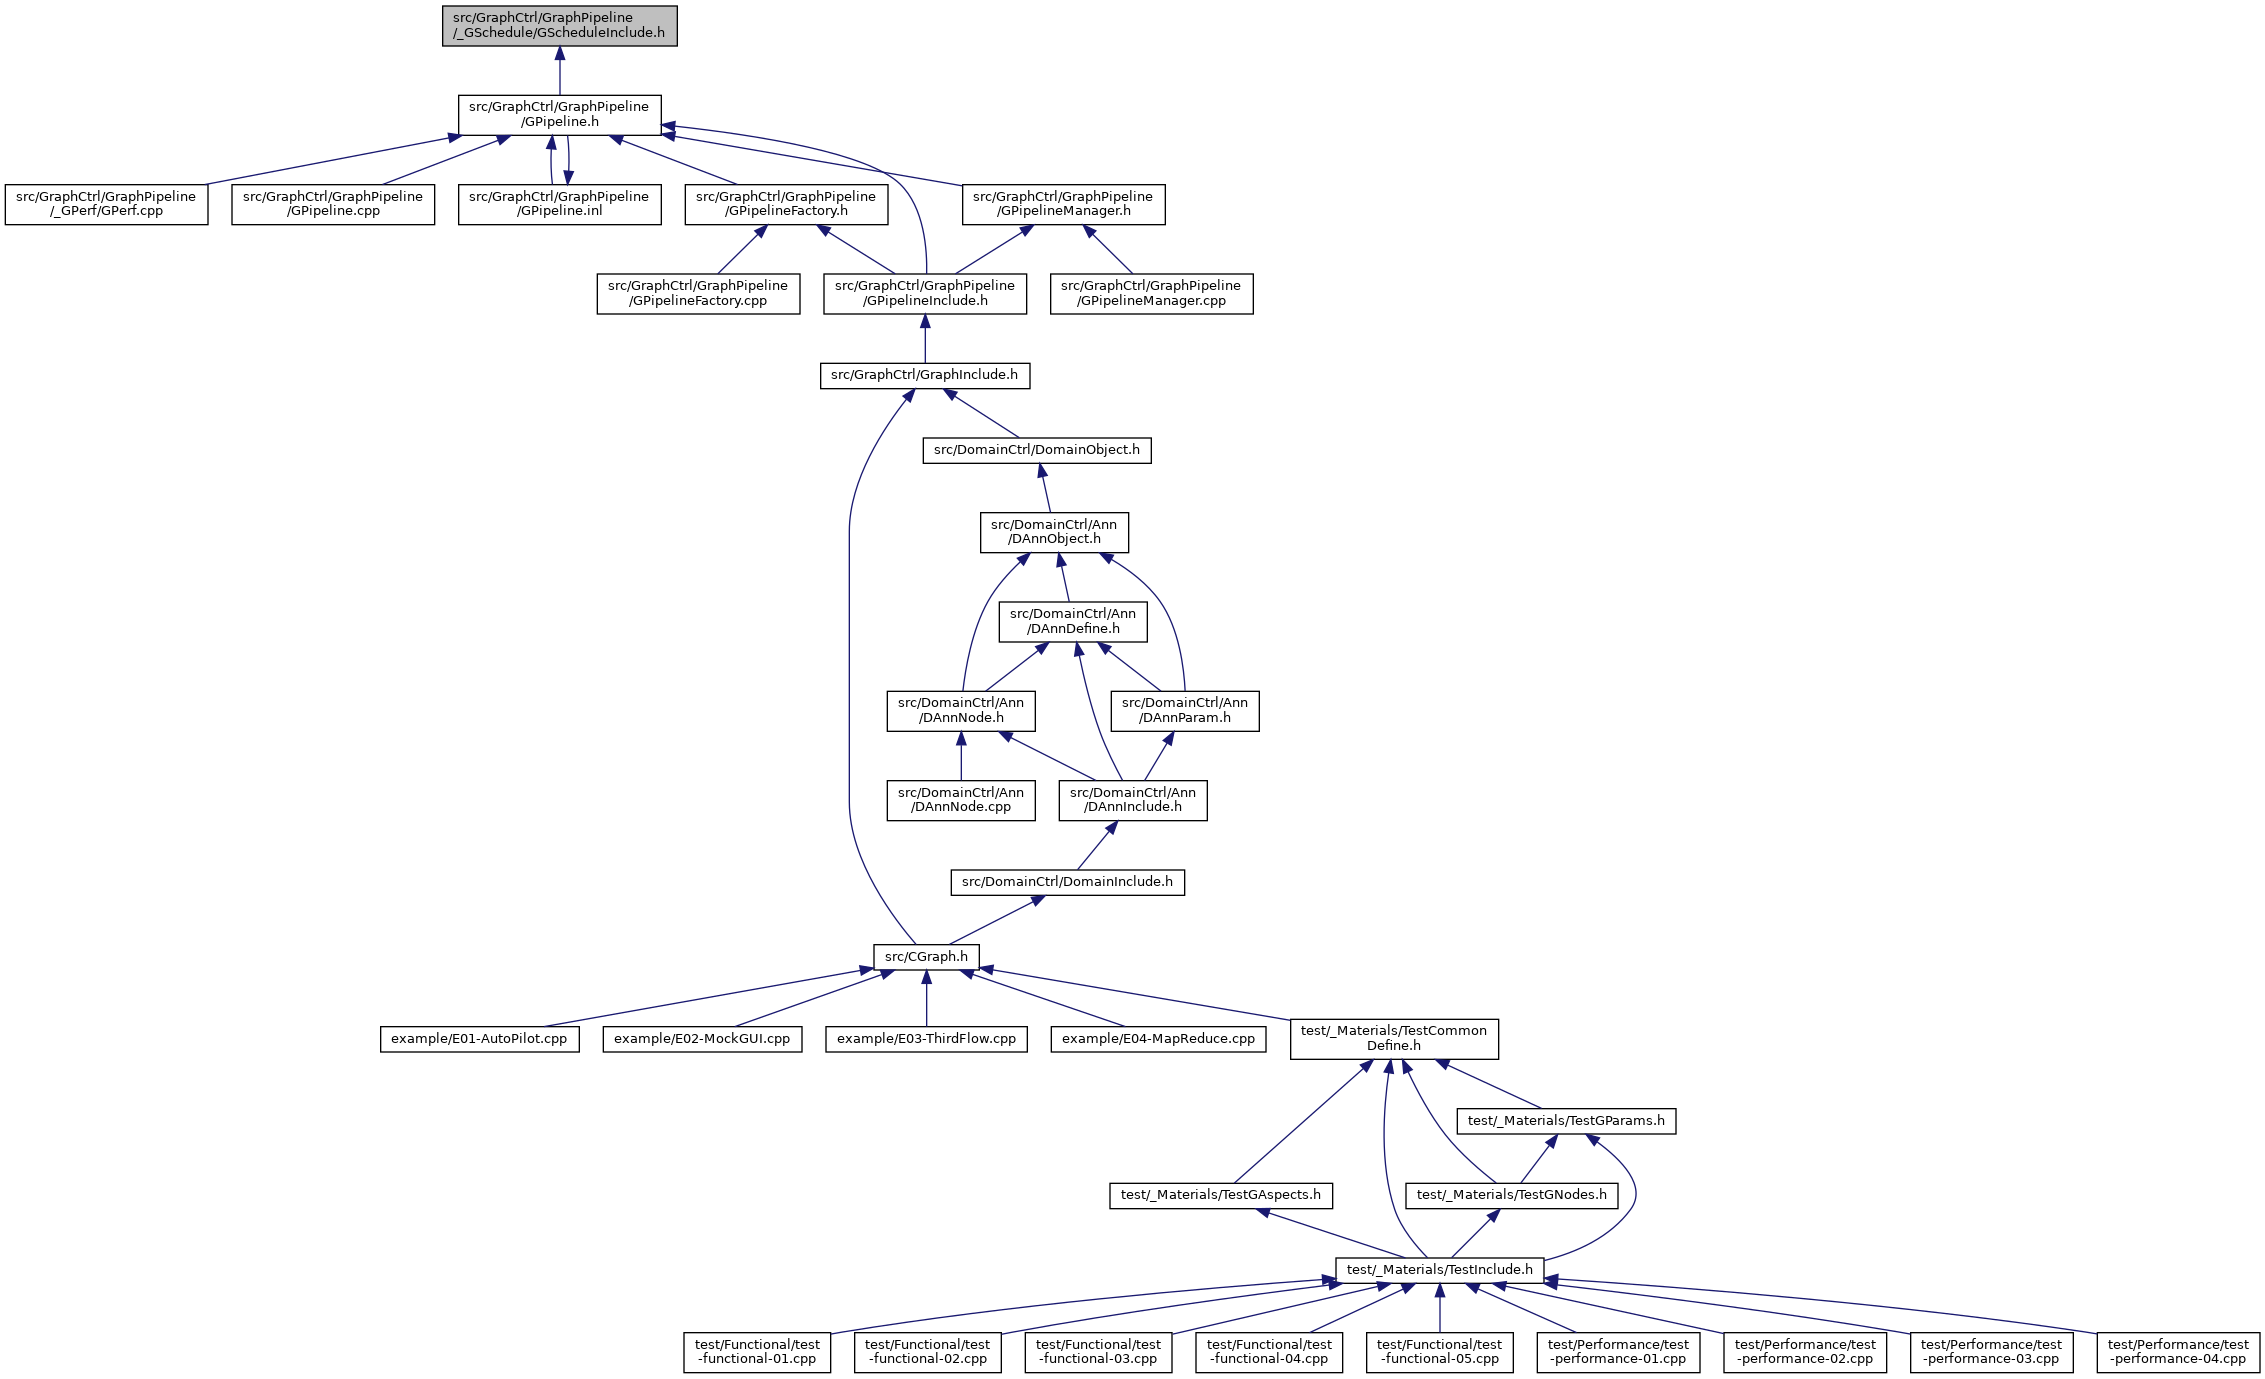 src/GraphCtrl/GraphPipeline
/_GSchedule/GScheduleInclude.h
src/GraphCtrl/GraphPipeline
/GPipeline.h
src/GraphCtrl/GraphPipeline
/_GPerf/GPerf.cpp
src/GraphCtrl/GraphPipeline
/GPipeline.cpp
src/GraphCtrl/GraphPipeline
/GPipeline.inl
src/GraphCtrl/GraphPipeline
/GPipelineFactory.h
src/GraphCtrl/GraphPipeline
/GPipelineManager.h
src/GraphCtrl/GraphPipeline
/GPipelineFactory.cpp
src/GraphCtrl/GraphPipeline
/GPipelineInclude.h
src/GraphCtrl/GraphPipeline
/GPipelineManager.cpp
src/GraphCtrl/GraphInclude.h
src/DomainCtrl/DomainObject.h
src/DomainCtrl/Ann
/DAnnObject.h
src/DomainCtrl/Ann
/DAnnDefine.h
src/DomainCtrl/Ann
/DAnnNode.h
src/DomainCtrl/Ann
/DAnnParam.h
src/DomainCtrl/Ann
/DAnnNode.cpp
src/DomainCtrl/Ann
/DAnnInclude.h
src/DomainCtrl/DomainInclude.h
src/CGraph.h
example/E01-AutoPilot.cpp
example/E02-MockGUI.cpp
example/E03-ThirdFlow.cpp
example/E04-MapReduce.cpp
test/_Materials/TestCommon
Define.h
test/_Materials/TestGParams.h
test/_Materials/TestGAspects.h
test/_Materials/TestGNodes.h
test/_Materials/TestInclude.h
test/Functional/test
-functional-01.cpp
test/Functional/test
-functional-02.cpp
test/Functional/test
-functional-03.cpp
test/Functional/test
-functional-04.cpp
test/Functional/test
-functional-05.cpp
test/Performance/test
-performance-01.cpp
test/Performance/test
-performance-02.cpp
test/Performance/test
-performance-03.cpp
test/Performance/test
-performance-04.cpp